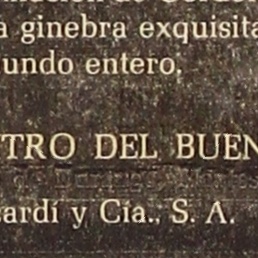 a ginebra exquisita
undo entero.
TRO DEL BUEN
ardí y Cía., S. A.